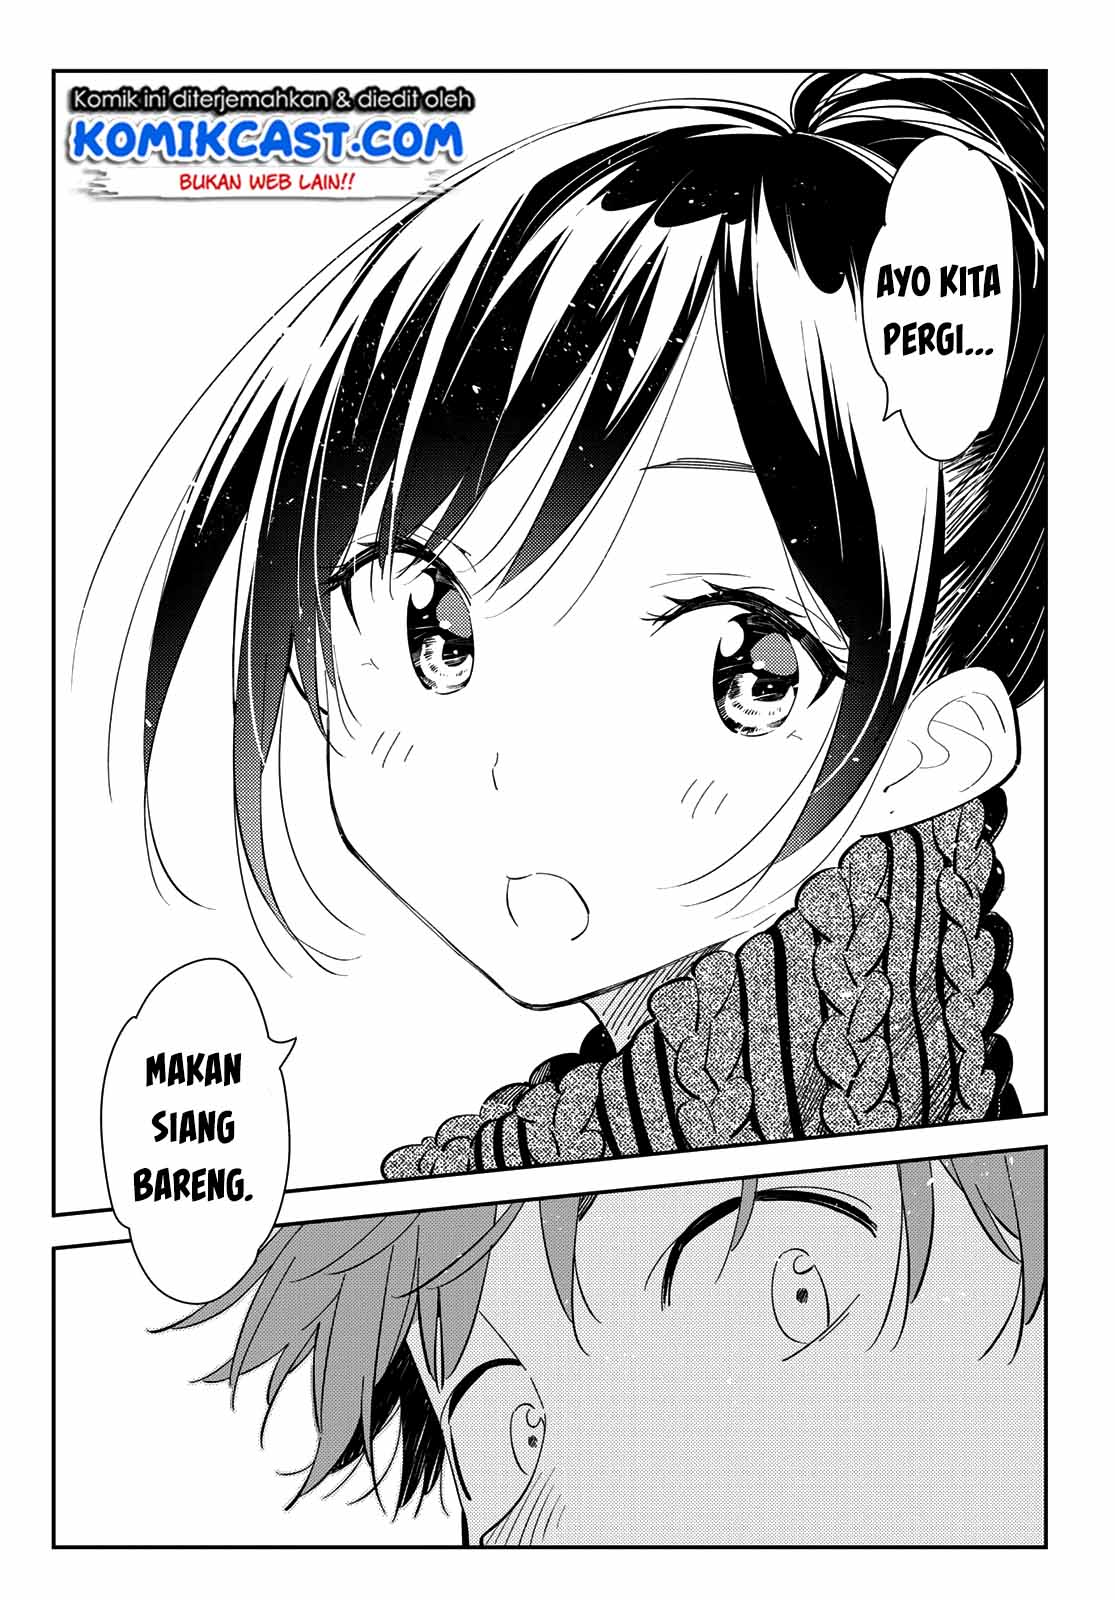 Komik ini diterjemahkan & diedit oleh
KOMIKCAST.COM
BUKAN WEB LAIN!!
AYO KITA
PERGI...
MAKAN
SIANG
BARENG.